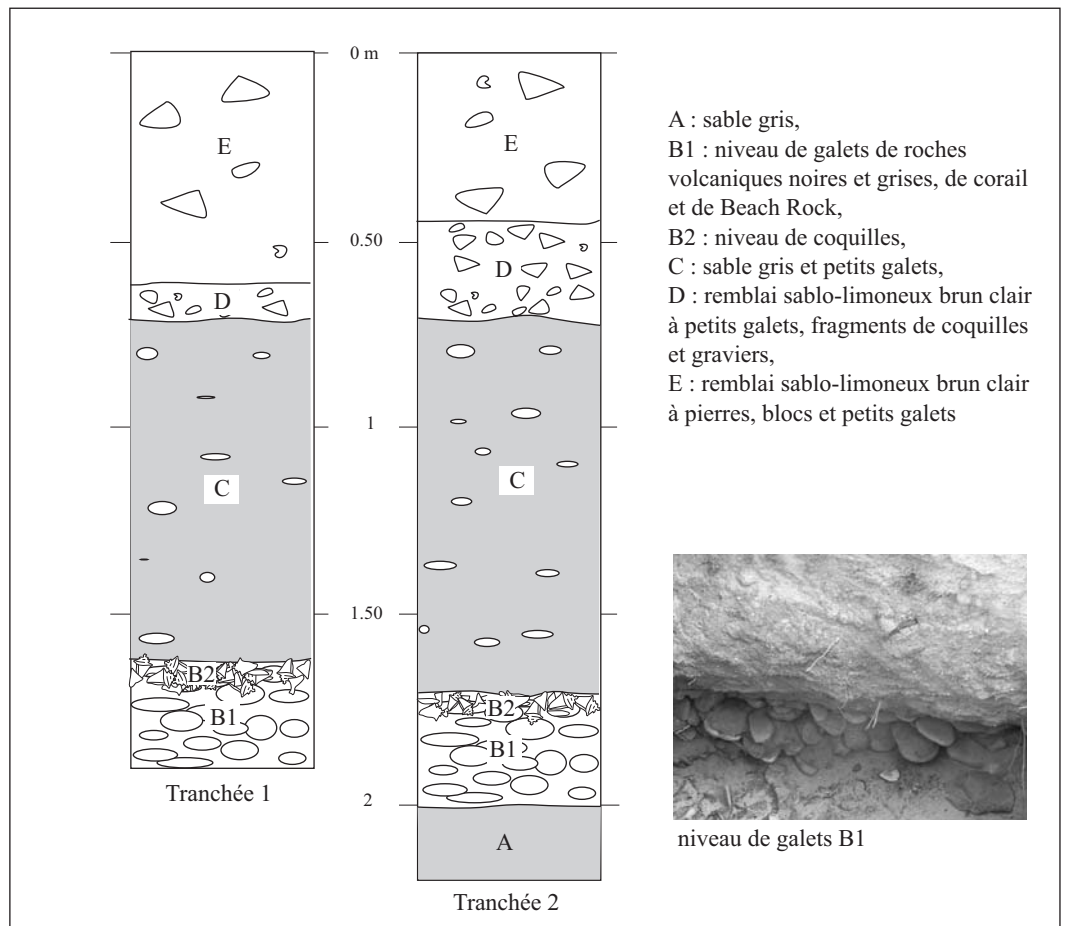 0 m
E
E
A : sable gris,
B1 : niveau de galets de roches
volcaniques noires et grises, de corail
et de Beach Rock,
B2 : niveau de coquilles,
C : sable gris et petits galets,
D : remblai sablo-limoneux brun clair
à petits galets, fragments de coquilles
et graviers,
E : remblai sablo-limoneux brun clair
à pierres, blocs et petits galets
0.50
D
D
1
C
C
1.50
B2
B2
B1
B1
Tranchée 1
2
A
Tranchée 2
niveau de galets B1